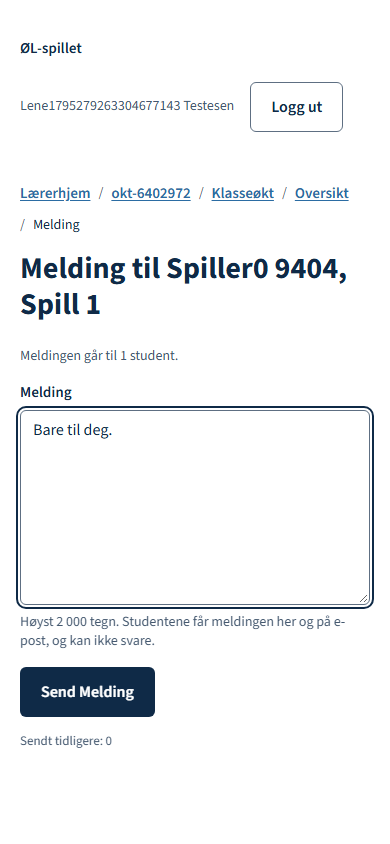 ØL-spillet
Lene1795279263304677143 Testesen
Logg ut
Lærerhjem / okt-6402972 / Klasseøkt / Oversikt
/ Melding
Melding til Spiller0 9404,
Spill 1
Meldingen går til 1 student.
Melding
Bare til deg.
Høyst 2 000 tegn. Studentene får meldingen her og på e-
post, og kan ikke svare.
Send Melding
Sendt tidligere: 0